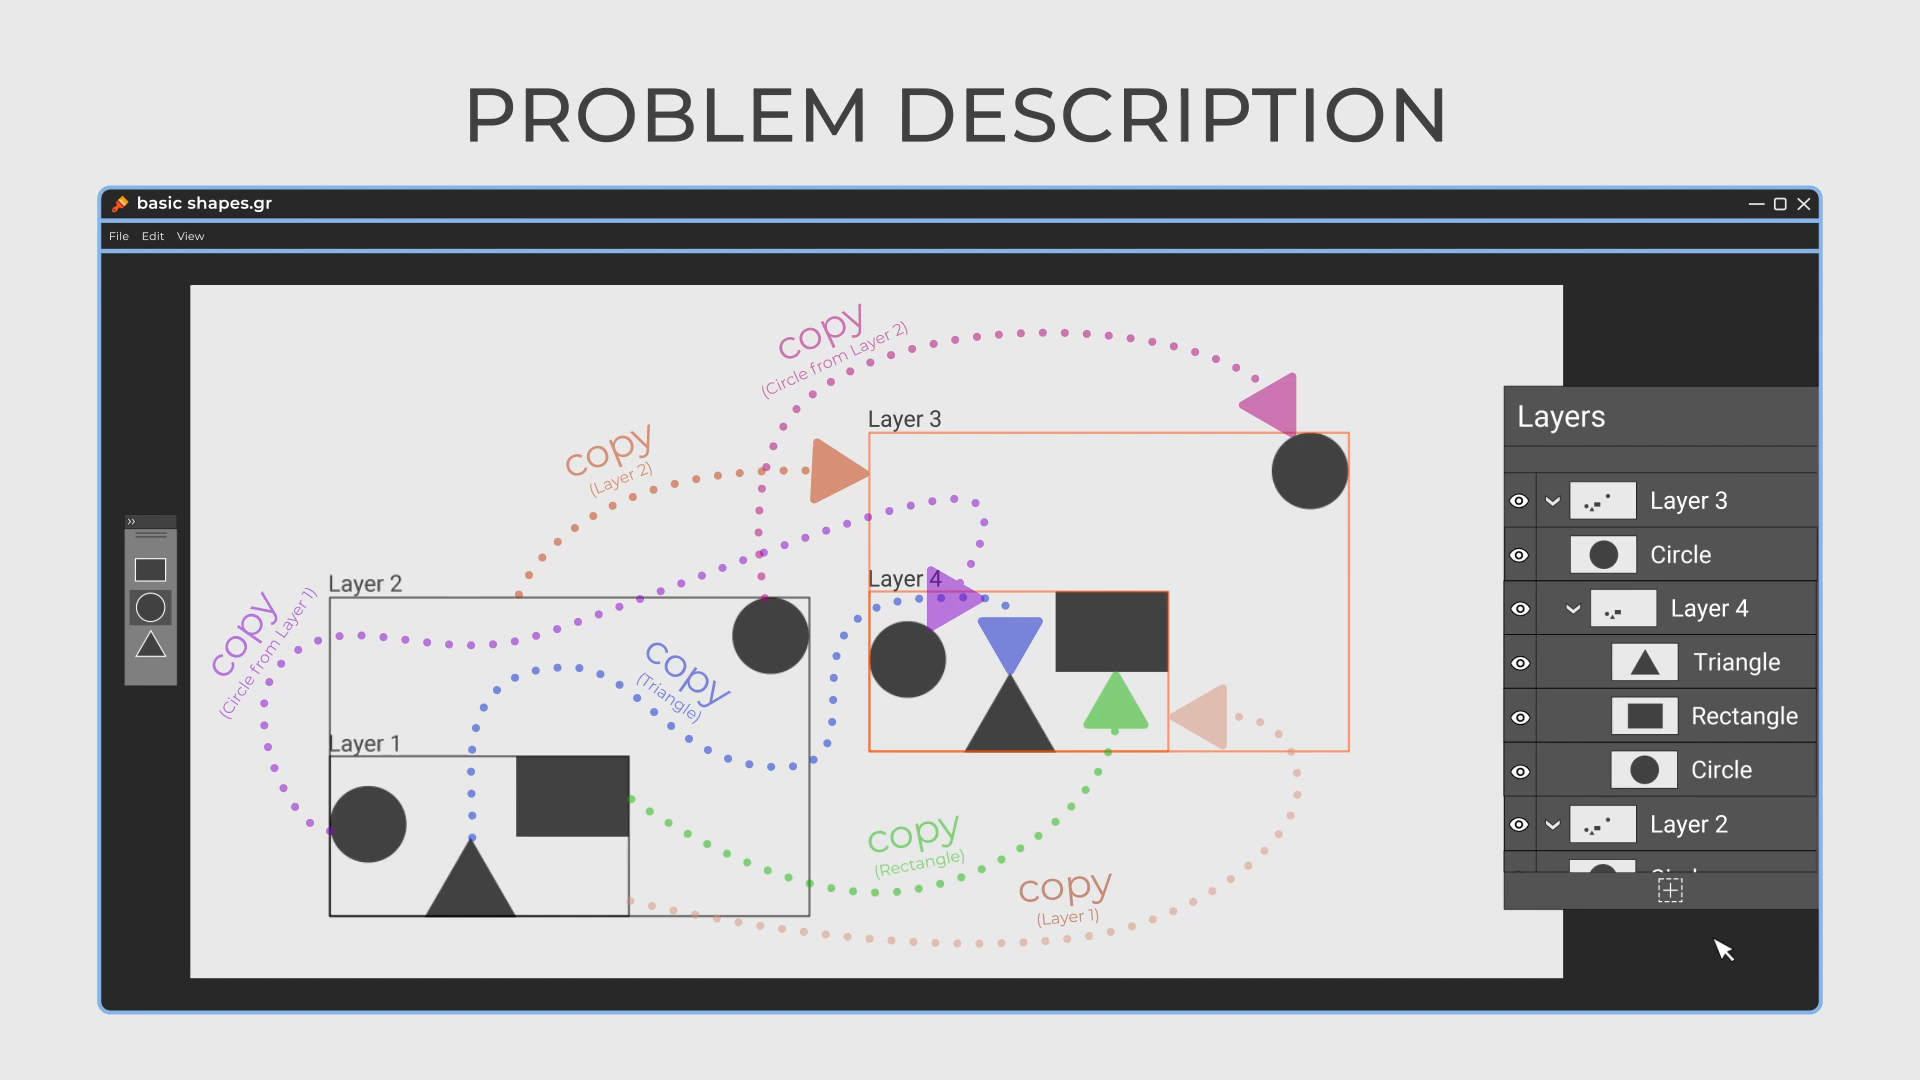 PROBLEM DESCRIPTION
basic shapes.gr
File Edit View
copy
(Circle from Layer 2)
copy
(Layer 2)
Layer 3
Layer 2
Layer 4
copy
(Circle from Layer 1)
copy
(Triangle)
Layer 1
copy
(Rectangle)
copy
(Layer 1)
Layers
Layer 3
Circle
Layer 4
Triangle
Rectangle
Circle
Layer 2